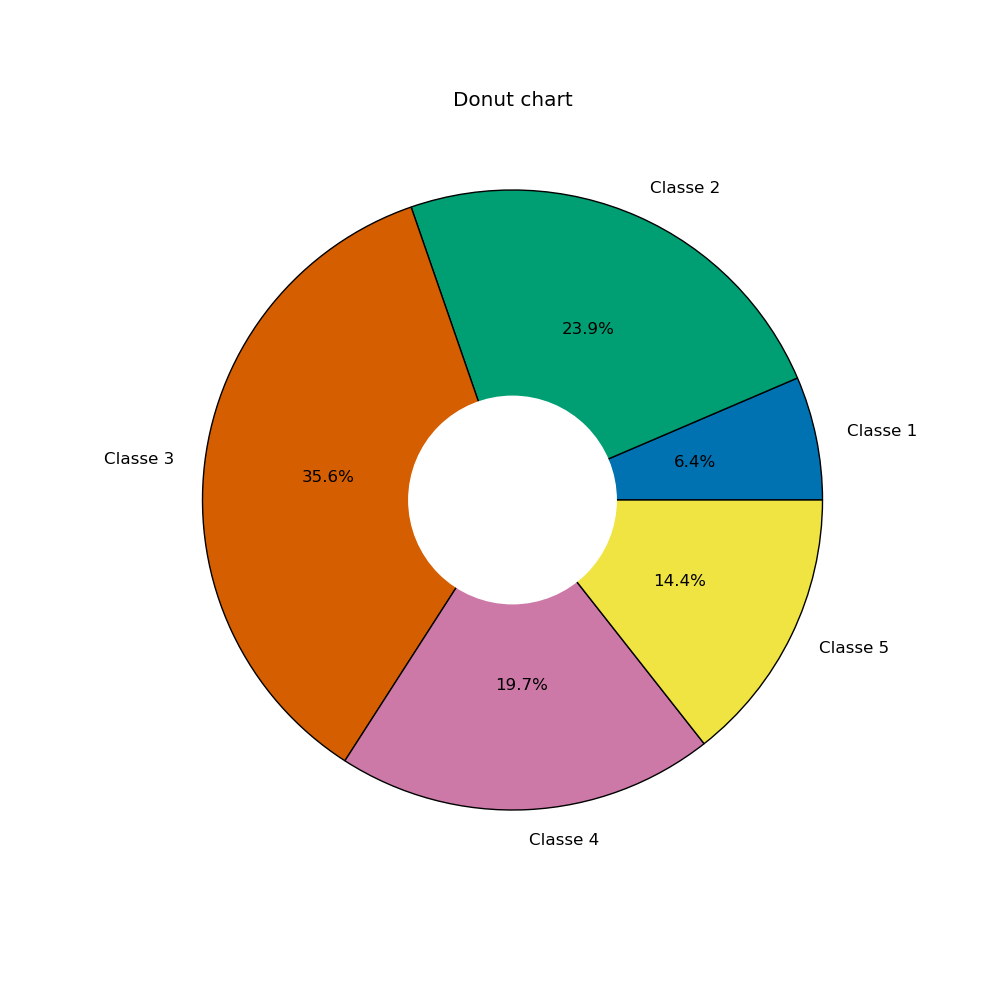 Donut chart
Classe 2
23.9%
Classe 1
Classe 3
6.4%
35.6%
14.4%
Classe 5
19.7%
Classe 4